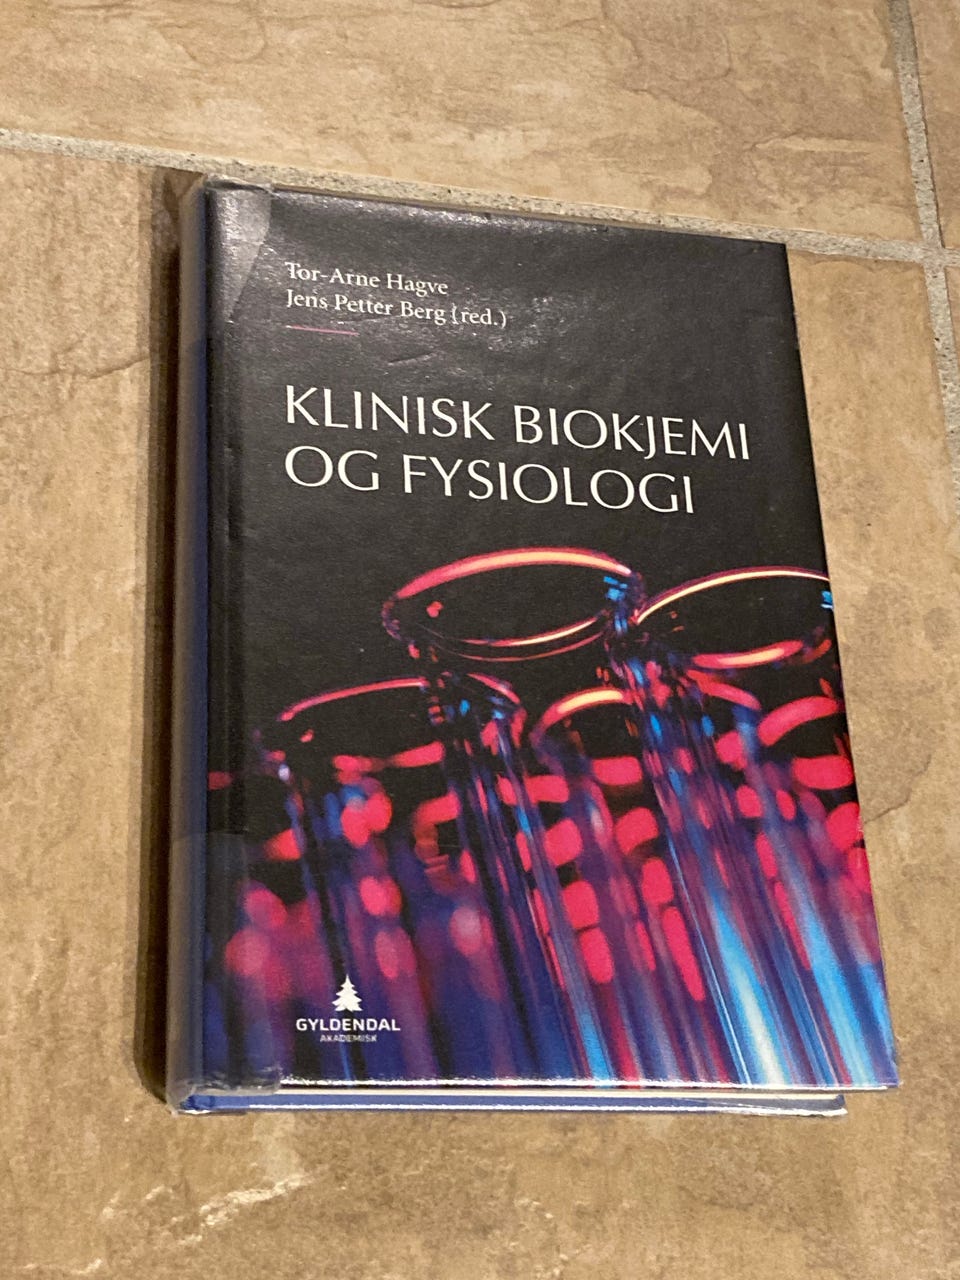 Tor-Arne Hagve
Jens Petter Berg (red.)
KLINISK BIOKJEMI
OG FYSIOLOGI
GYLDENDAL
AKADEMISK